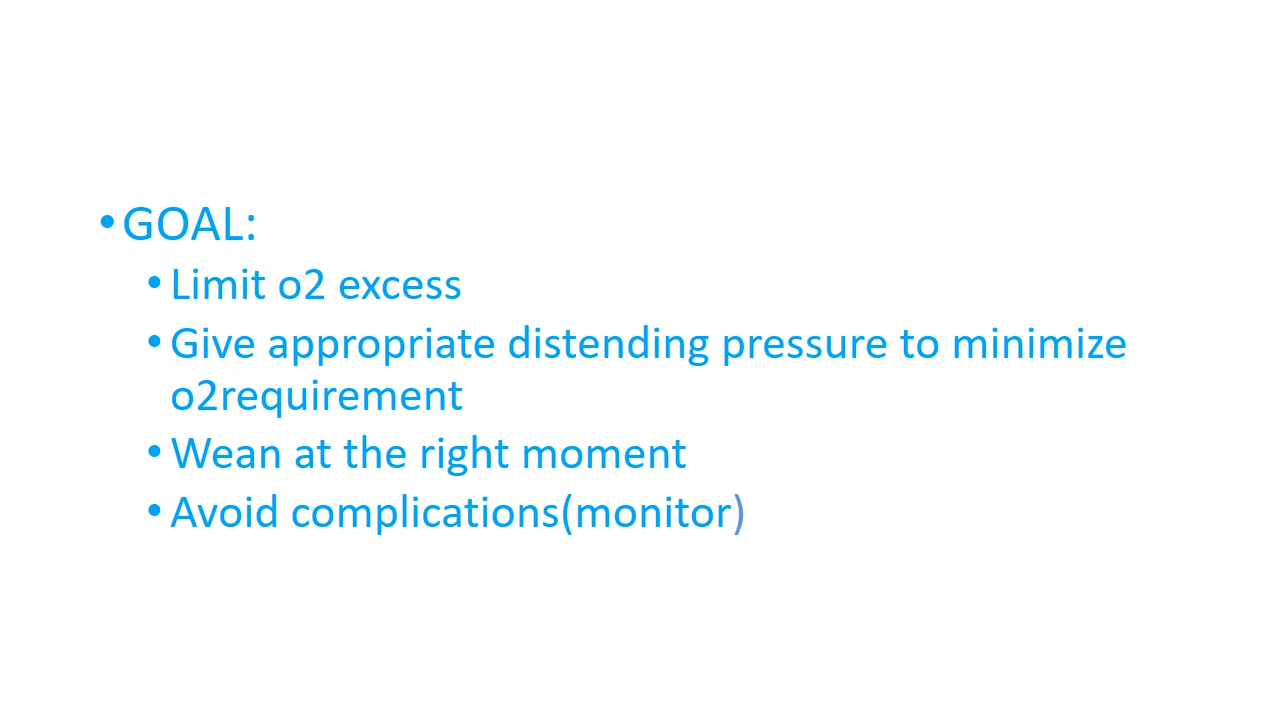 • GOAL:
• Limit o2 excess
• Give appropriate distending pressure to minimize
o2requirement
• Wean at the right moment
• Avoid complications(monitor)